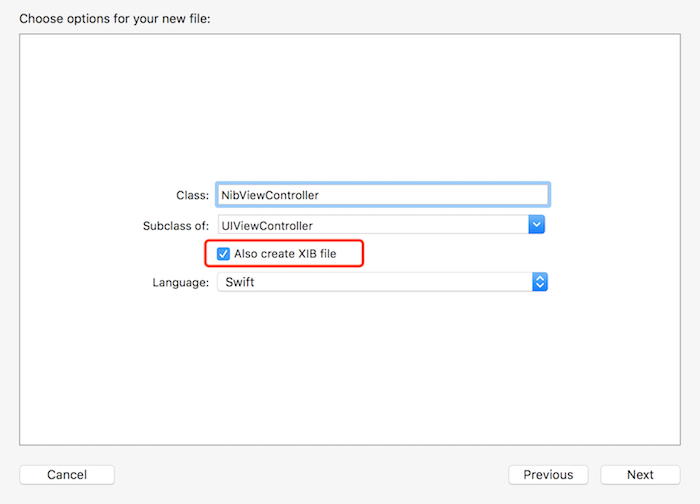 Choose options for your new file:
Class: NibViewController
Subclass of: UIViewController
Also create XIB file
Language: Swift
Cancel Previous Next